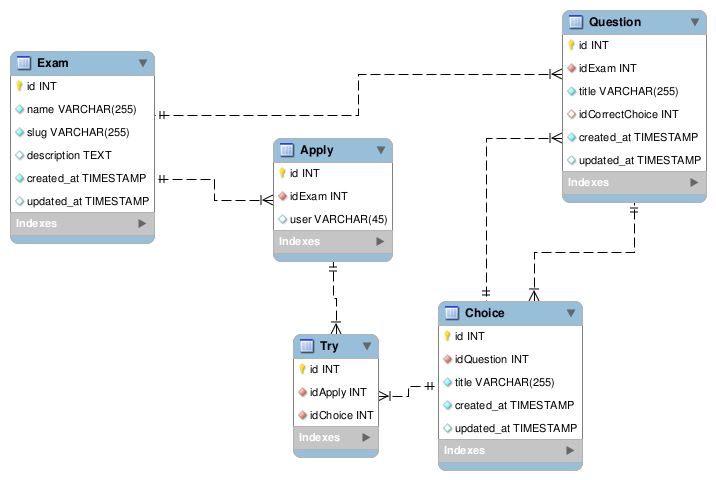 Exam
id INT
name VARCHAR(255)
slug VARCHAR(255)
description TEXT
created_at TIMESTAMP
updated_at TIMESTAMP
Indexes
Apply
id INT
idExam INT
user VARCHAR(45)
Indexes
Try
id INT
idApply INT
idChoice INT
Indexes
Question
id INT
idExam INT
title VARCHAR(255)
idCorrectChoice INT
created_at TIMESTAMP
updated_at TIMESTAMP
Indexes
Choice
id INT
idQuestion INT
title VARCHAR(255)
created_at TIMESTAMP
updated_at TIMESTAMP
Indexes